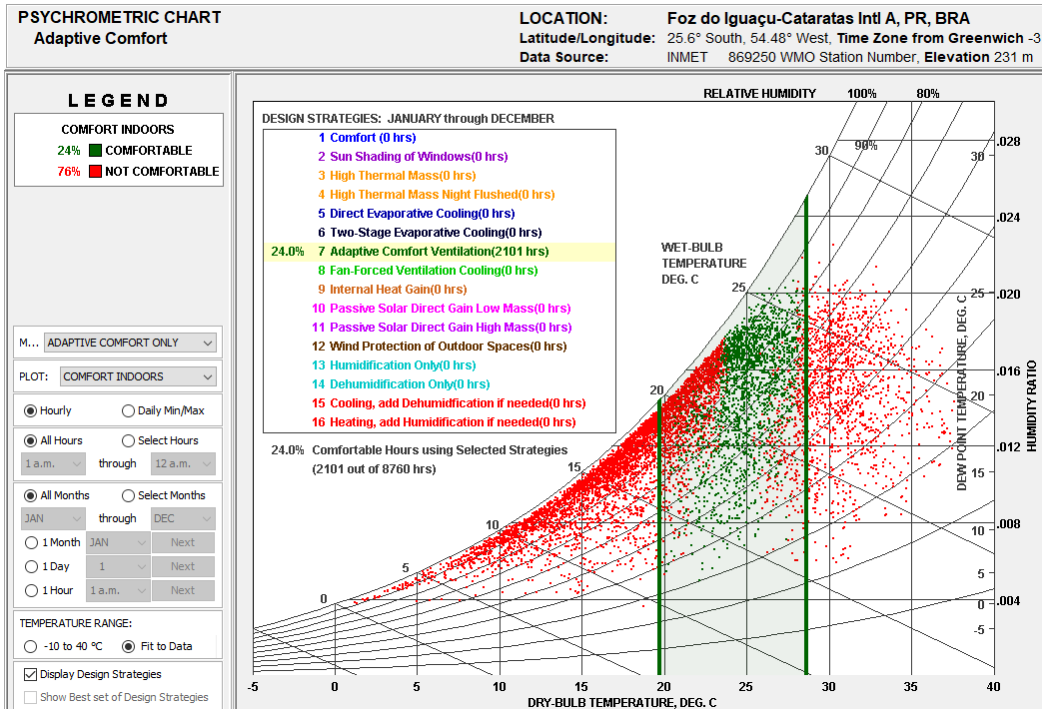 PSYCHROMETRIC CHART
Adaptive Comfort
LOCATION: Foz do Iguaçu-Cataratas Intl A, PR, BRA
Latitude/Longitude: 25.6° South, 54.48° West, Time Zone from Greenwich -3
Data Source: INMET 869250 WMO Station Number, Elevation 231 m
LEGEND
COMFORT INDOORS
24% COMFORTABLE
76% NOT COMFORTABLE
M... ADAPTIVE COMFORT ONLY
PLOT: COMFORT INDOORS
Hourly Daily Min/Max
All Hours Select Hours
1 a.m. through 12 a.m.
All Months Select Months
JAN through DEC
1 Month JAN Next
1 Day 1 Next
1 Hour 1 a.m. Next
TEMPERATURE RANGE:
-10 to 40 °C Fit to Data
Display Design Strategies
Show Best set of Design Strategies
RELATIVE HUMIDITY 100% 80%
90%
DESIGN STRATEGIES: JANUARY through DECEMBER
1 Comfort (0 hrs)
2 Sun Shading of Windows(0 hrs)
3 High Thermal Mass(0 hrs)
4 High Thermal Mass Night Flushed(0 hrs)
5 Direct Evaporative Cooling(0 hrs)
6 Two-Stage Evaporative Cooling(0 hrs)
24.0% 7 Adaptive Comfort Ventilation(2101 hrs)
8 Fan-Forced Ventilation Cooling(0 hrs)
9 Internal Heat Gain(0 hrs)
10 Passive Solar Direct Gain Low Mass(0 hrs)
11 Passive Solar Direct Gain High Mass(0 hrs)
12 Wind Protection of Outdoor Spaces(0 hrs)
13 Humidification Only(0 hrs)
14 Dehumidification Only(0 hrs)
15 Cooling, add Dehumidfication if needed(0 hrs)
16 Heating, add Humidification if needed(0 hrs)
24.0% Comfortable Hours using Selected Strategies
(2101 out of 8760 hrs)
WET-BULB
TEMPERATURE
DEG. C
0
5
10
15
20
25
30
30
25
20
15
10
5
0
-5
DEW POINT TEMPERATURE, DEG. C
.028
.024
.020
.016
.012
.008
.004
HUMIDITY RATIO
-5 0 5 10 15 20 25 30 35 40
DRY-BULB TEMPERATURE, DEG. C